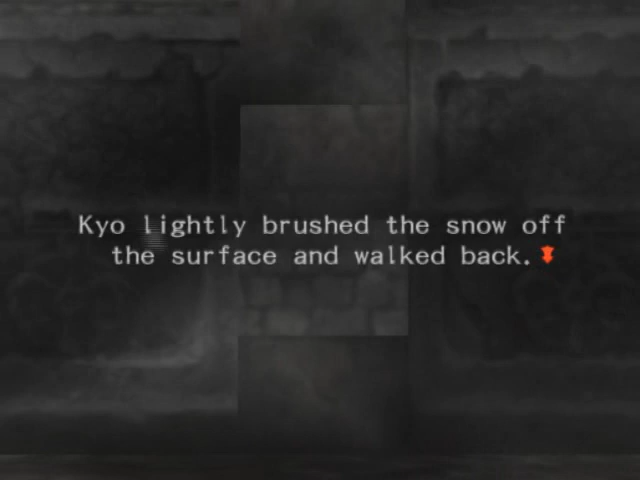 Kyo lightly brushed the snow off
the surface and walked back.